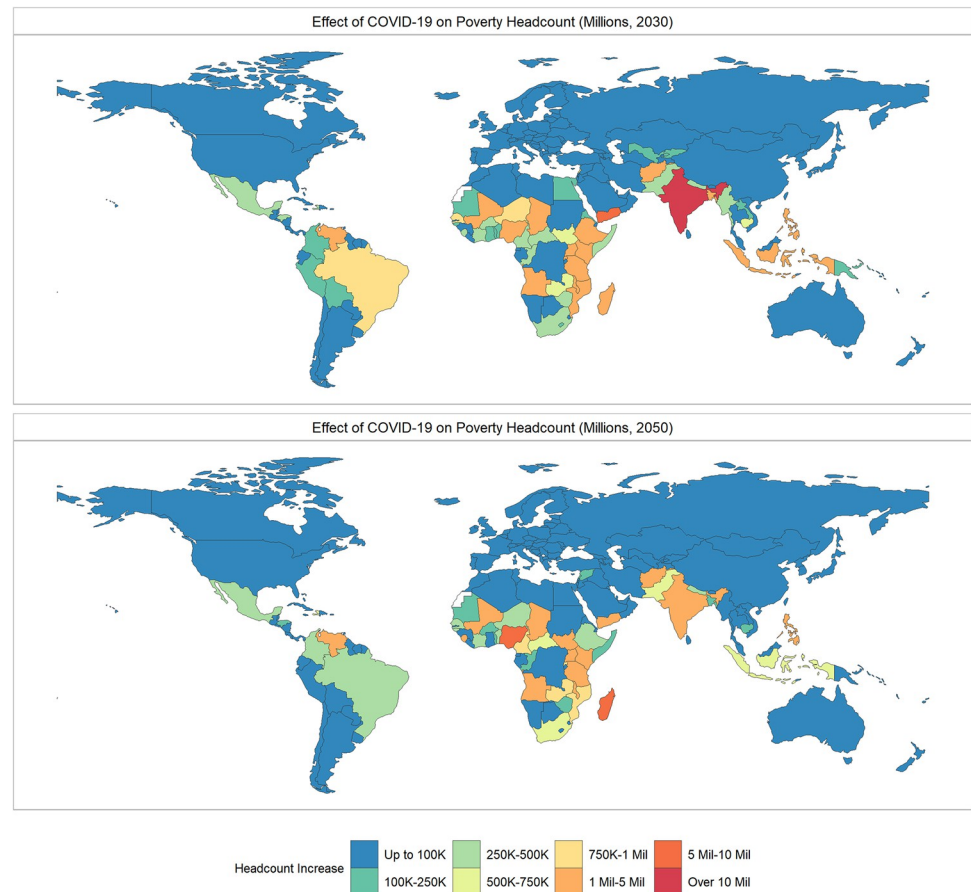 Effect of COVID-19 on Poverty Headcount (Millions, 2030)
Effect of COVID-19 on Poverty Headcount (Millions, 2050)
Headcount Increase
Up to 100K 250K-500K 750K-1 Mil 5 Mil-10 Mil
100K-250K 500K-750K 1 Mil-5 Mil Over 10 Mil